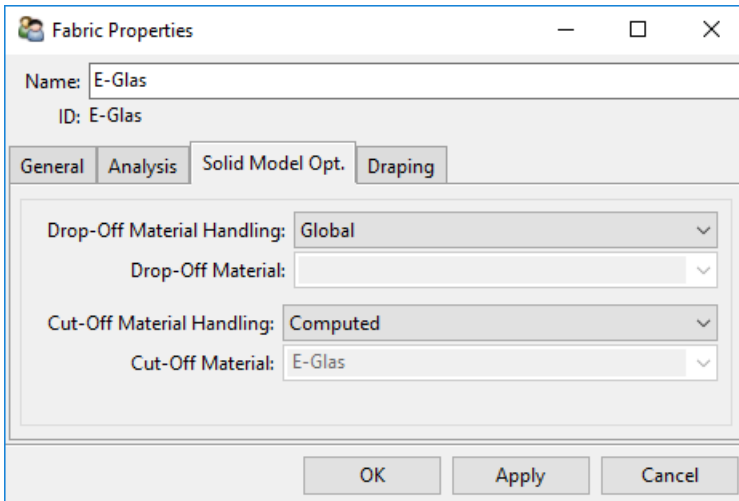 Fabric Properties
Name: E-Glas
ID: E-Glas
General Analysis Solid Model Opt. Draping
Drop-Off Material Handling: Global
Drop-Off Material:
Cut-Off Material Handling: Computed
Cut-Off Material: E-Glas
OK Apply Cancel